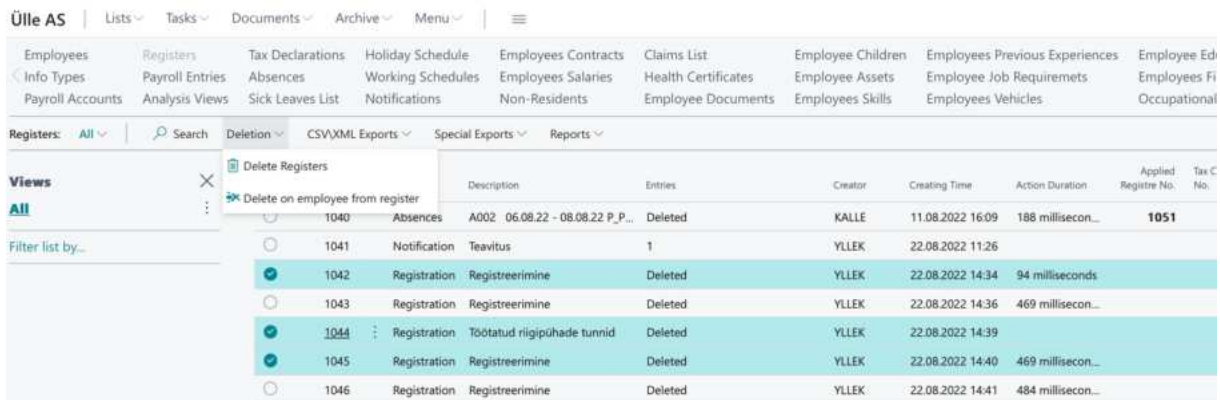 Ülle AS Lists Tasks Documents Archive Menu
Employees Registers Tax Declarations Holiday Schedule Employees Contracts Claims List Employee Children Employees Previous Experiences Employee Edu
Info Types Payroll Entries Absences Working Schedules Employees Salaries Health Certificates Employee Assets Employee Job Requiremets Employees Fi
Payroll Accounts Analysis Views Sick Leaves List Notifications Non-Residents Employee Documents Employees Skills Employees Vehicles Occupational
Registers: All Search Deletion CSV\XML Exports Special Exports Reports
Delete Registers
Delete on employee from register
Views
All
Filter list by...
Description Entries Creator Creating Time Action Duration Applied Registre No. Tax C No.
1040 Absences A002 06.08.22 - 08.08.22 P_P... Deleted KALLE 11.08.2022 16:09 188 millisecon... 1051
1041 Notification Teavitus 1 YLLEK 22.08.2022 11:26
1042 Registration Registreerimine Deleted YLLEK 22.08.2022 14:34 94 milliseconds
1043 Registration Registreerimine Deleted YLLEK 22.08.2022 14:36 469 millisecon...
1044 Registration Töötatud riigipühade tunnid Deleted YLLEK 22.08.2022 14:39
1045 Registration Registreerimine Deleted YLLEK 22.08.2022 14:40 469 millisecon...
1046 Registration Registreerimine Deleted YLLEK 22.08.2022 14:41 484 millisecon...